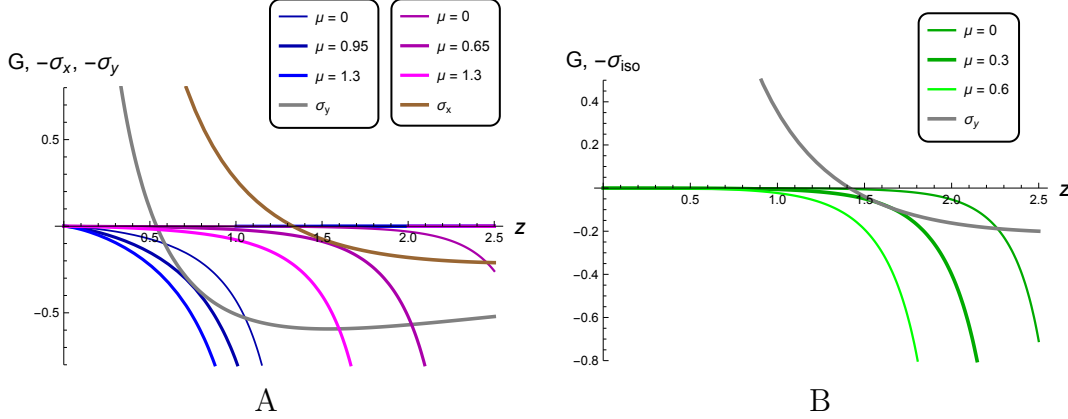 μ = 0
μ = 0.95
μ = 1.3
σy
μ = 0
μ = 0.65
μ = 1.3
σx
G, −σx, −σy
0.5
−0.5
0.5
1.0
1.5
2.0
2.5
z
A
μ = 0
μ = 0.3
μ = 0.6
σy
G, −σiso
0.4
0.2
−0.2
−0.4
−0.6
−0.8
0.5
1.0
1.5
2.0
2.5
z
B